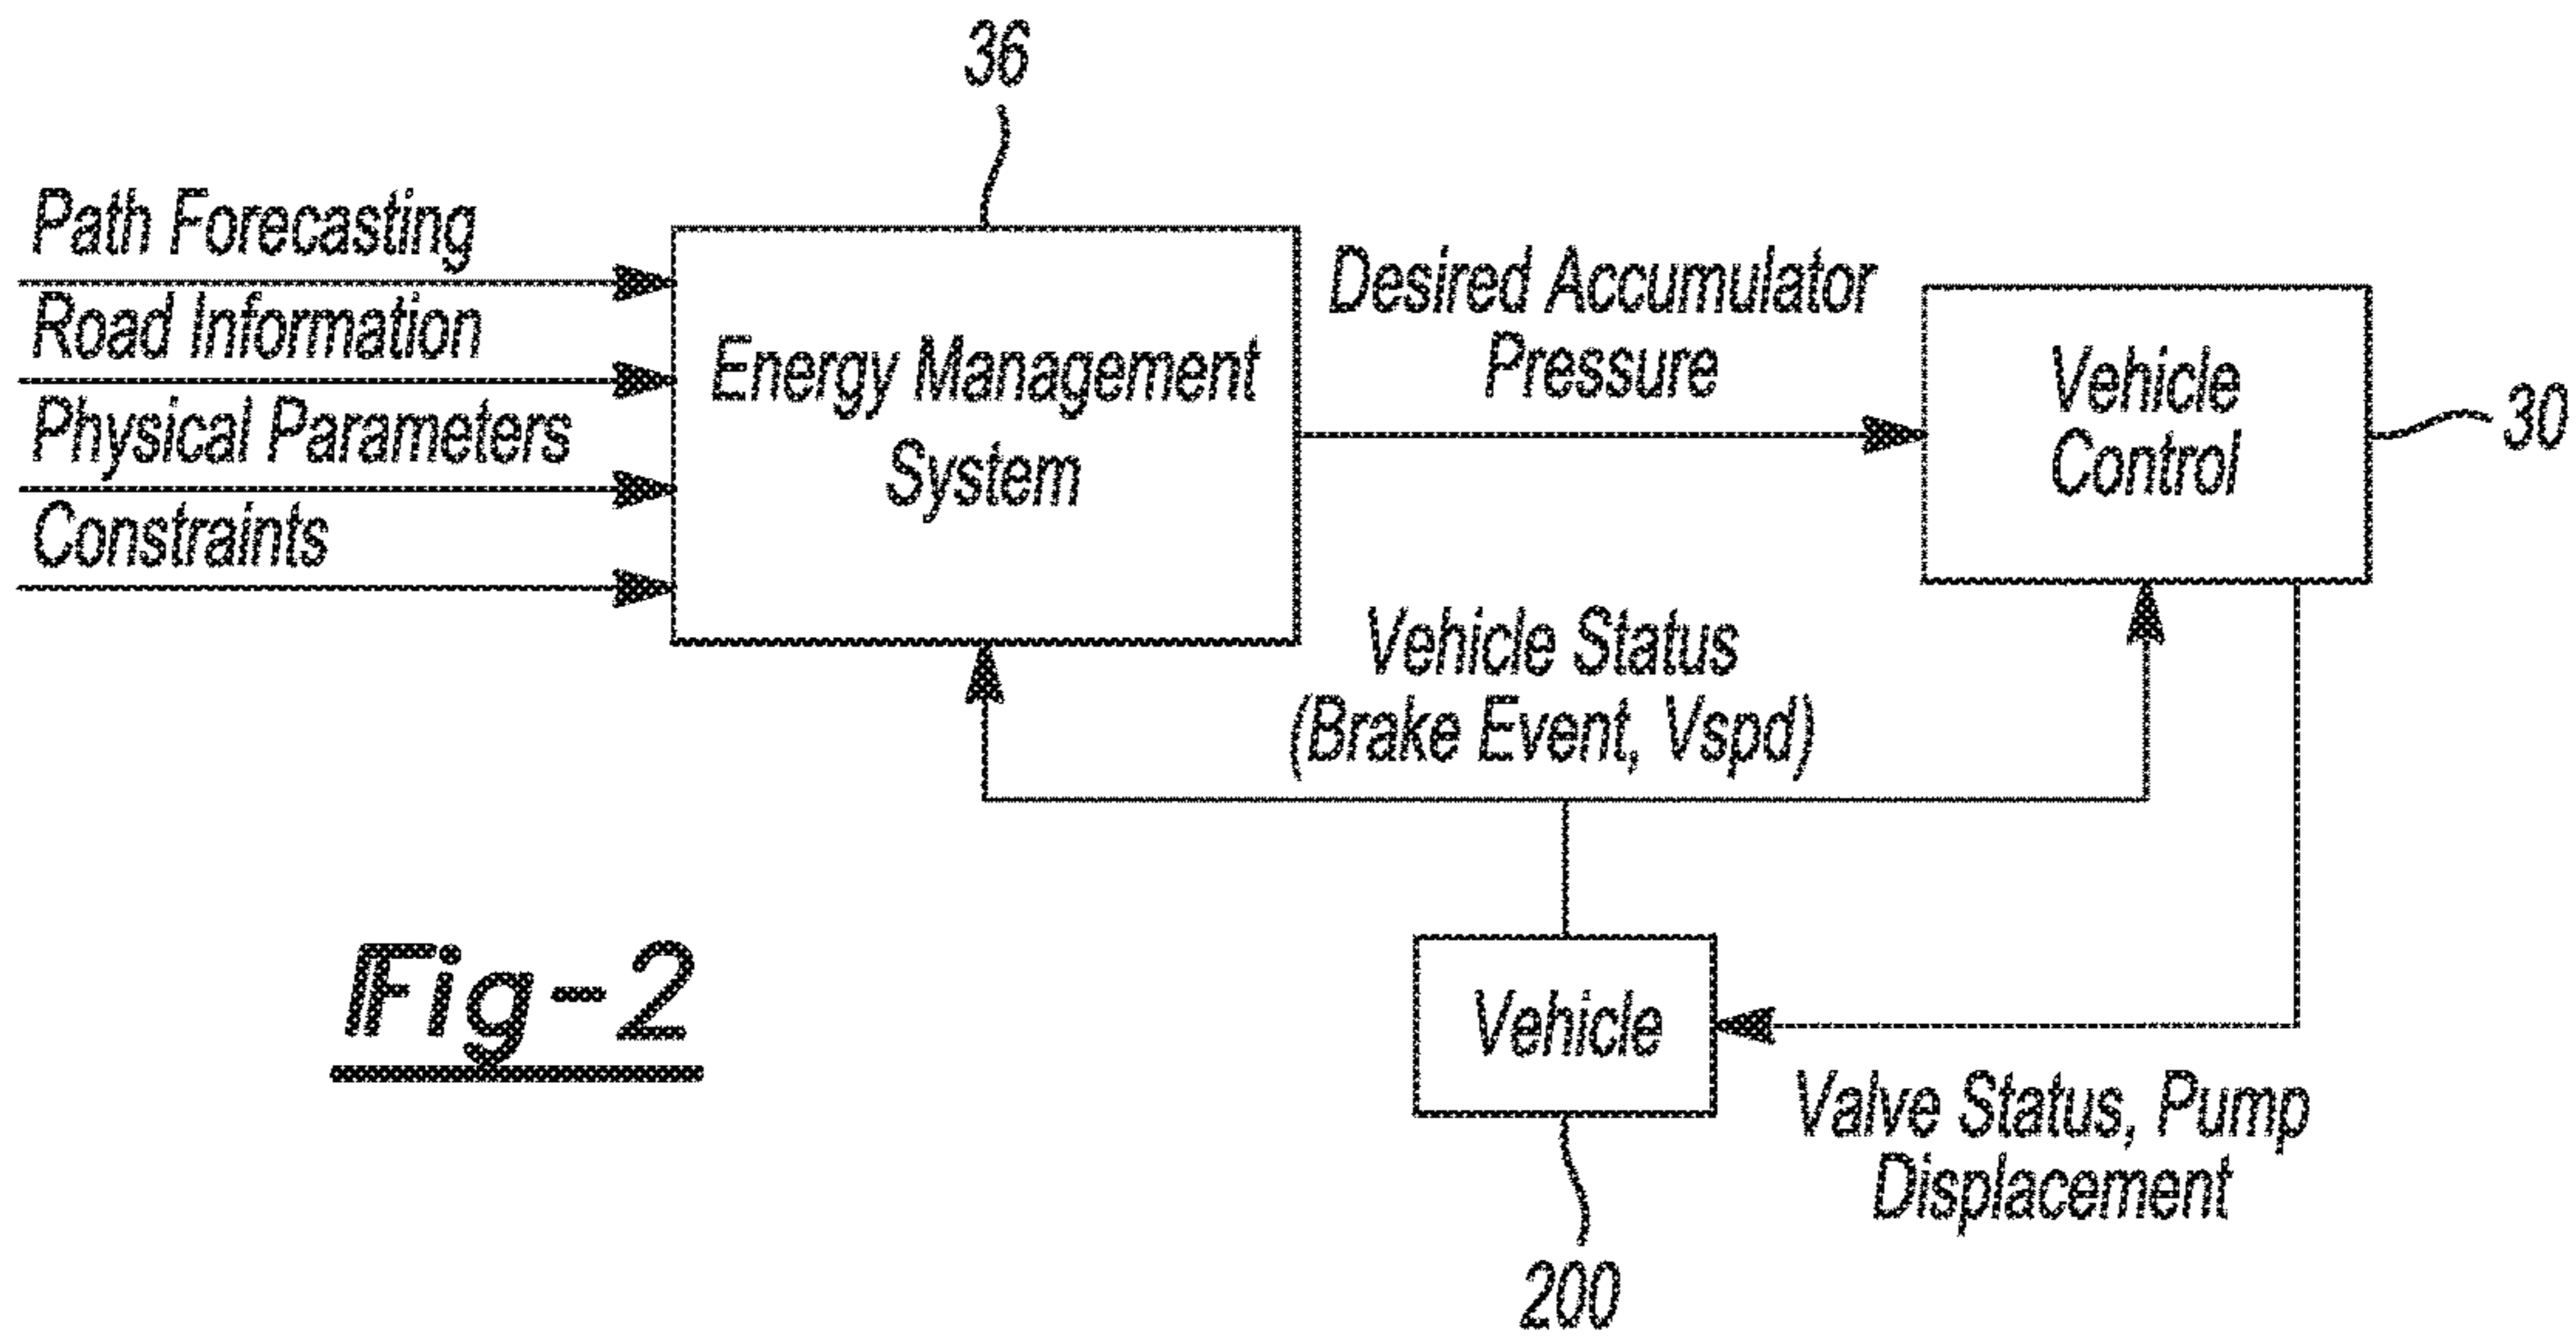 36
Path Forecasting
Road Information
Physical Parameters
Constraints
Energy Management
System
Desired Accumulator
Pressure
Vehicle
Control
30
Vehicle Status
(Brake Event, Vspd)
Vehicle
Valve Status, Pump
Displacement
200
Fig-2